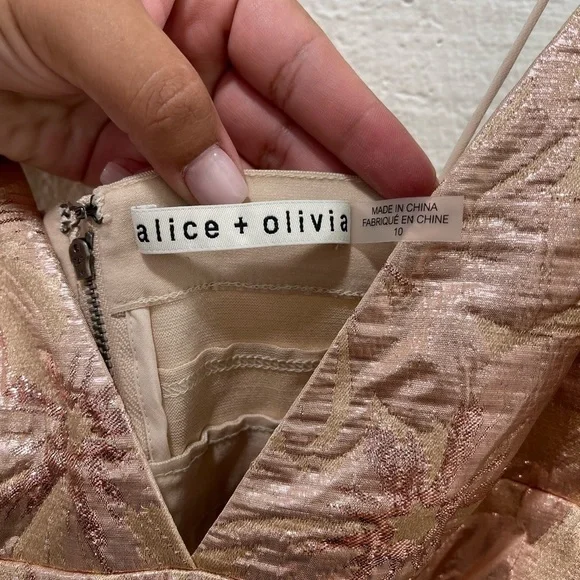 alice + olivia
MADE IN CHINA
FABRIQUÉ EN CHINE
10